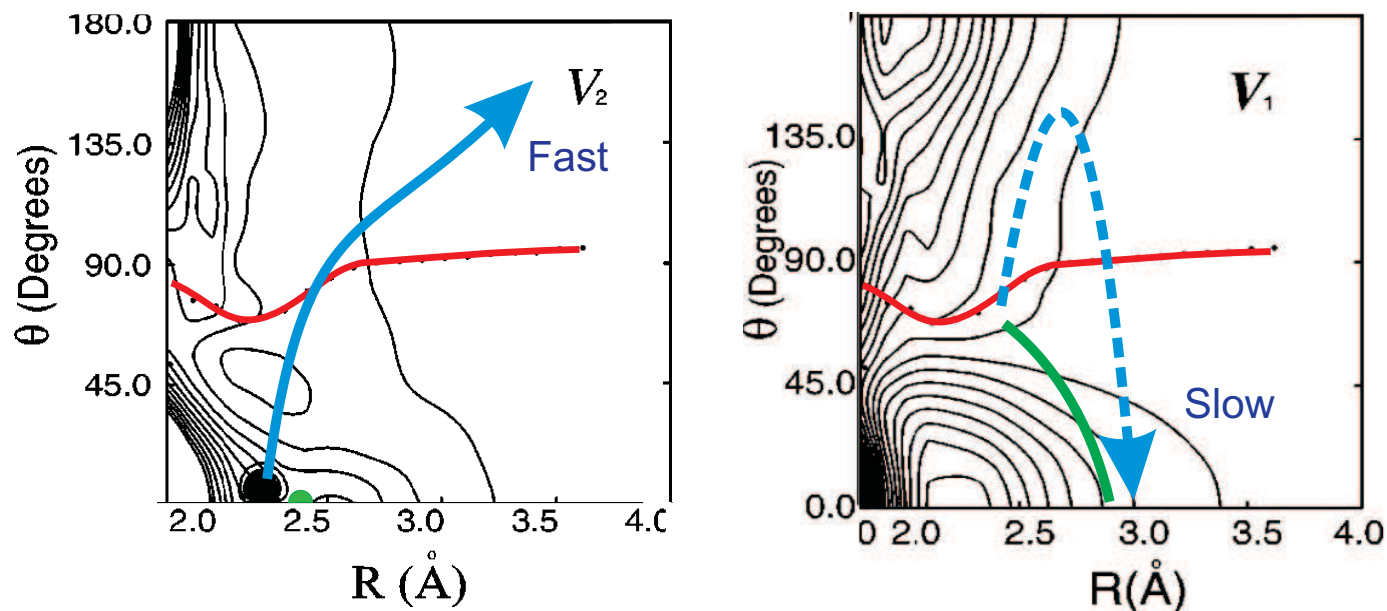 180.0
135.0
90.0
45.0
θ (Degrees)
V2
Fast
2.0 2.5 3.0 3.5 4.0
R (Å)
V1
135.0
90.0
45.0
0.0
θ (Degrees)
Slow
0 2.0 2.5 3.0 3.5 4.0
R(Å)